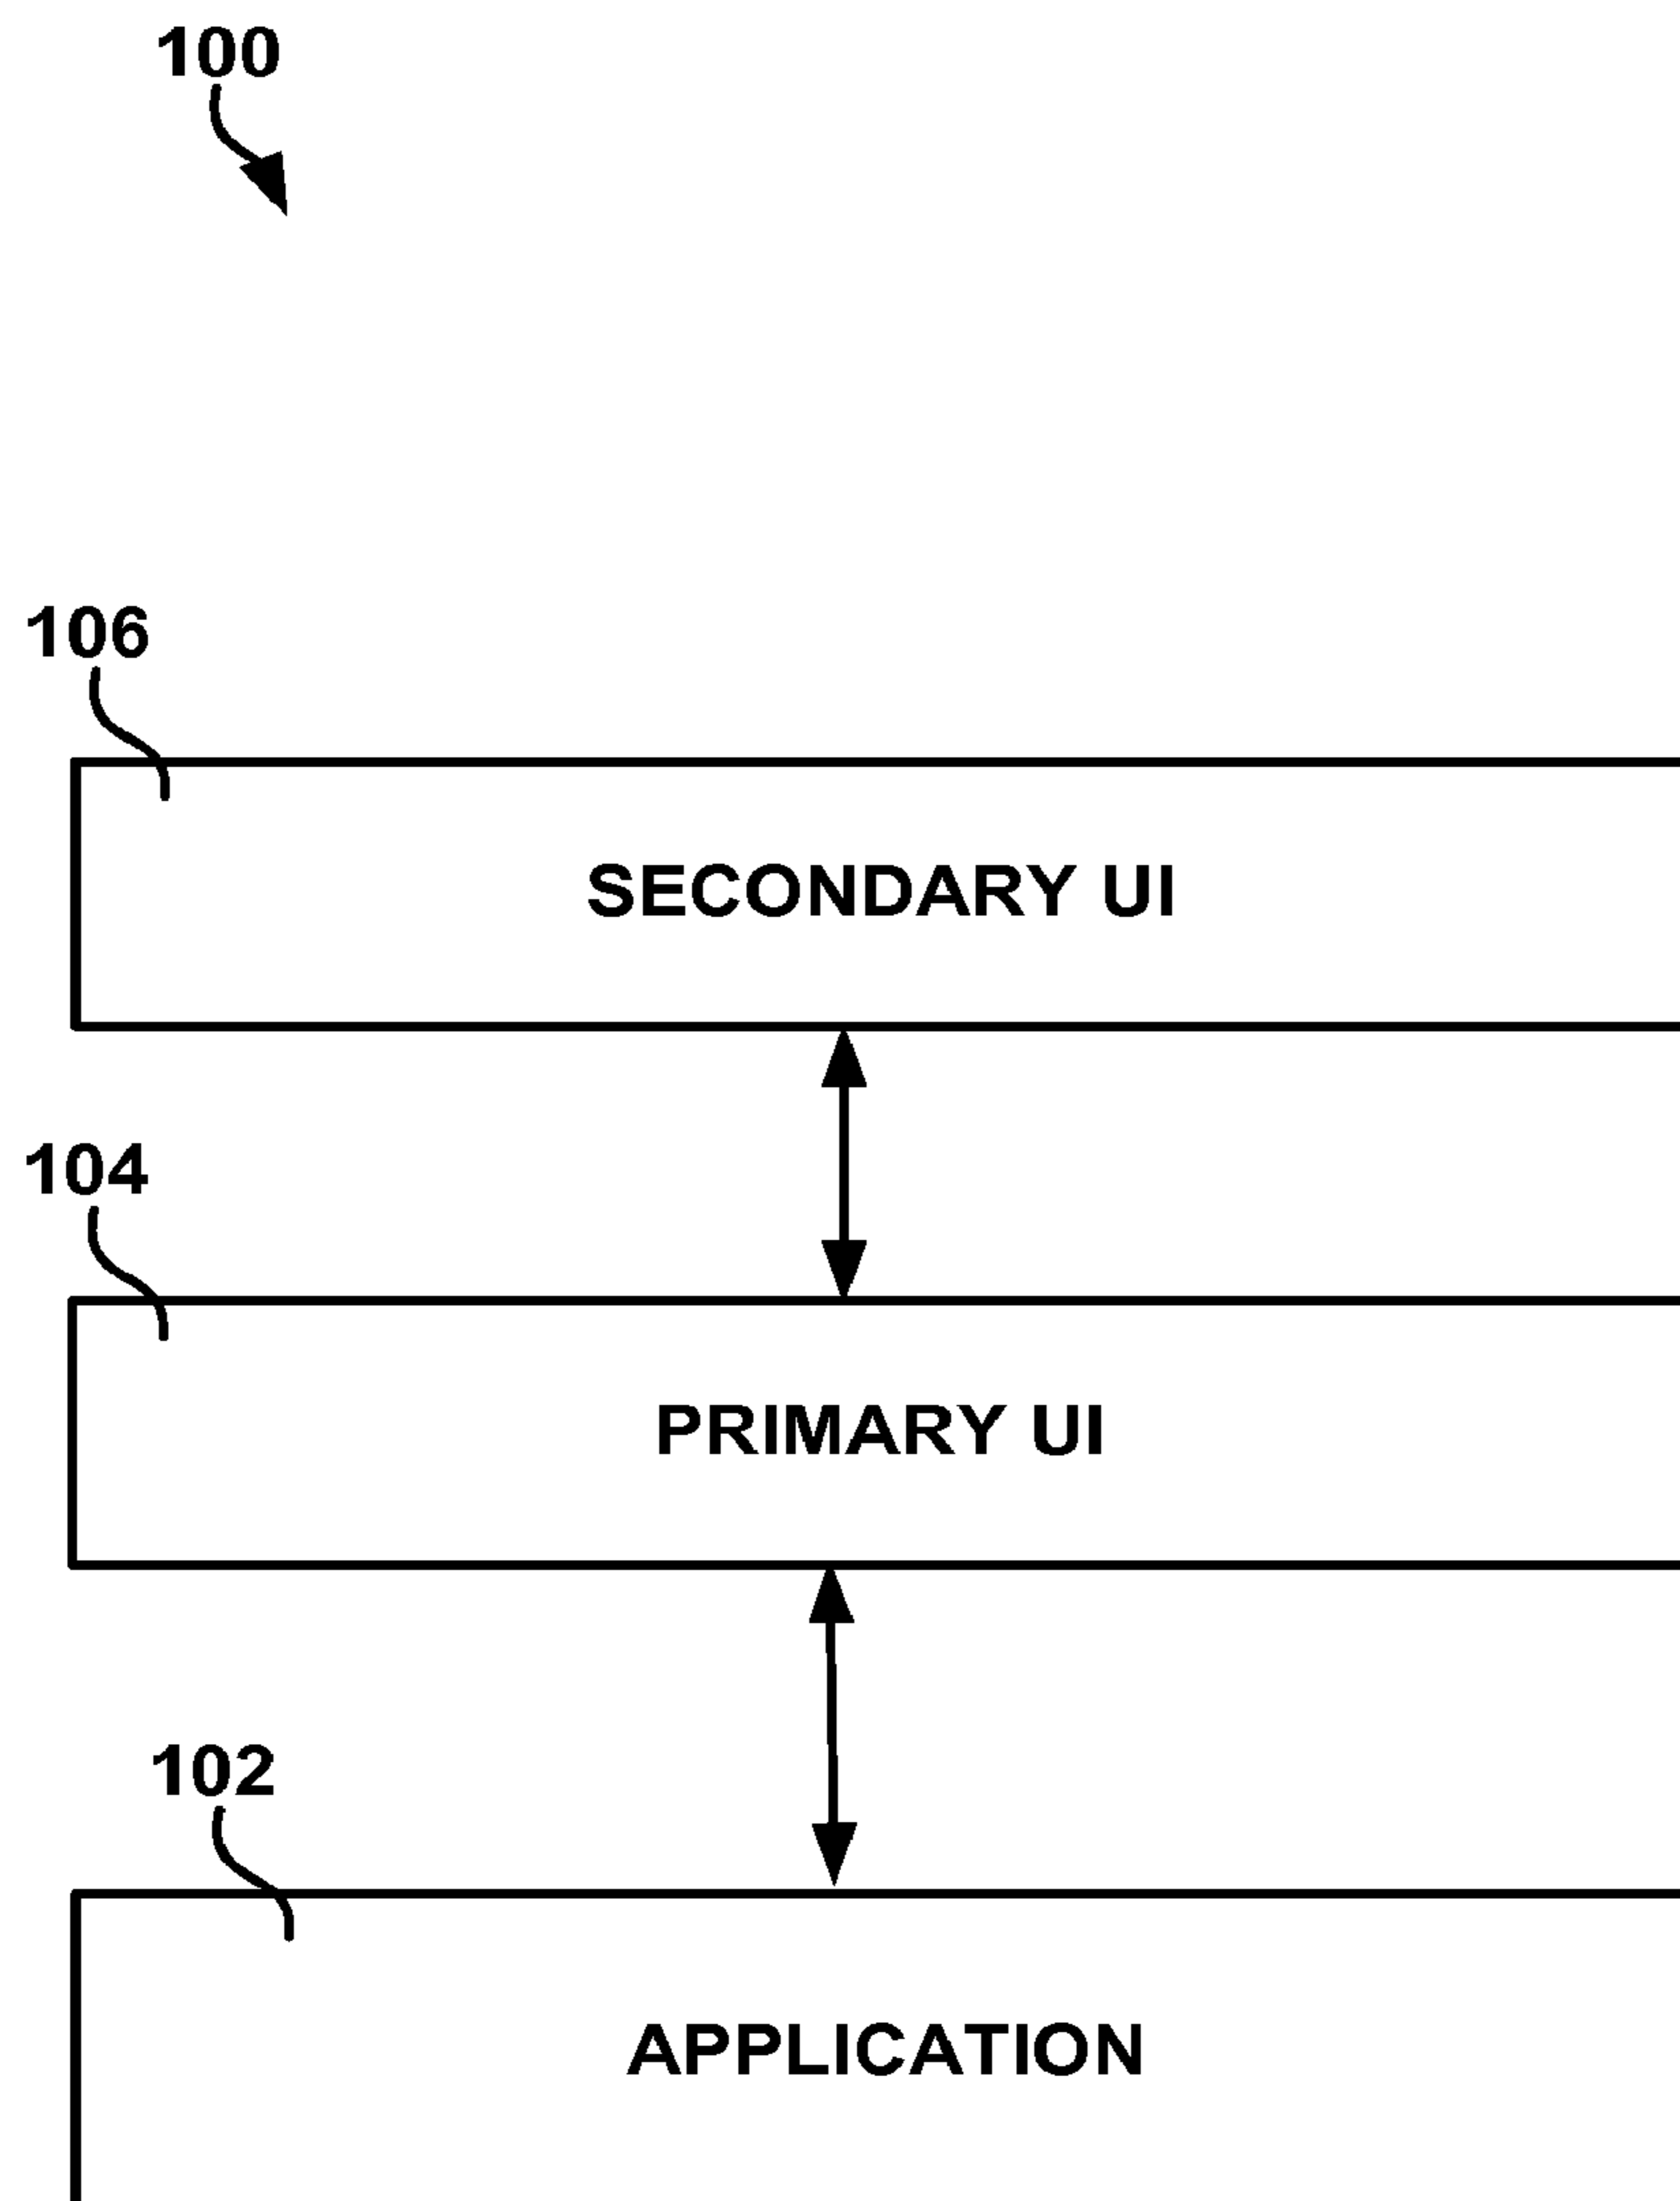 100
106
SECONDARY UI
104
PRIMARY UI
102
APPLICATION